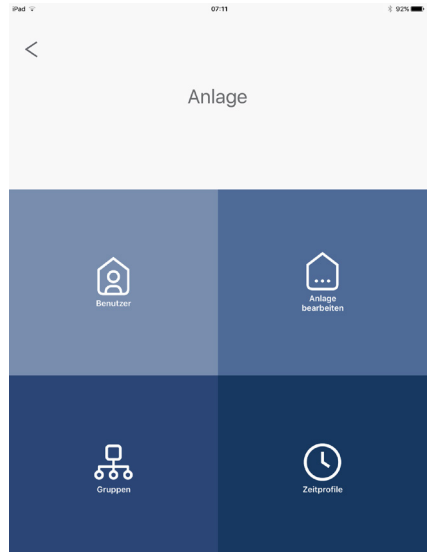 iPad 07:11 92%
Anlage
Benutzer
Anlage
bearbeiten
Gruppen
Zeitprofile